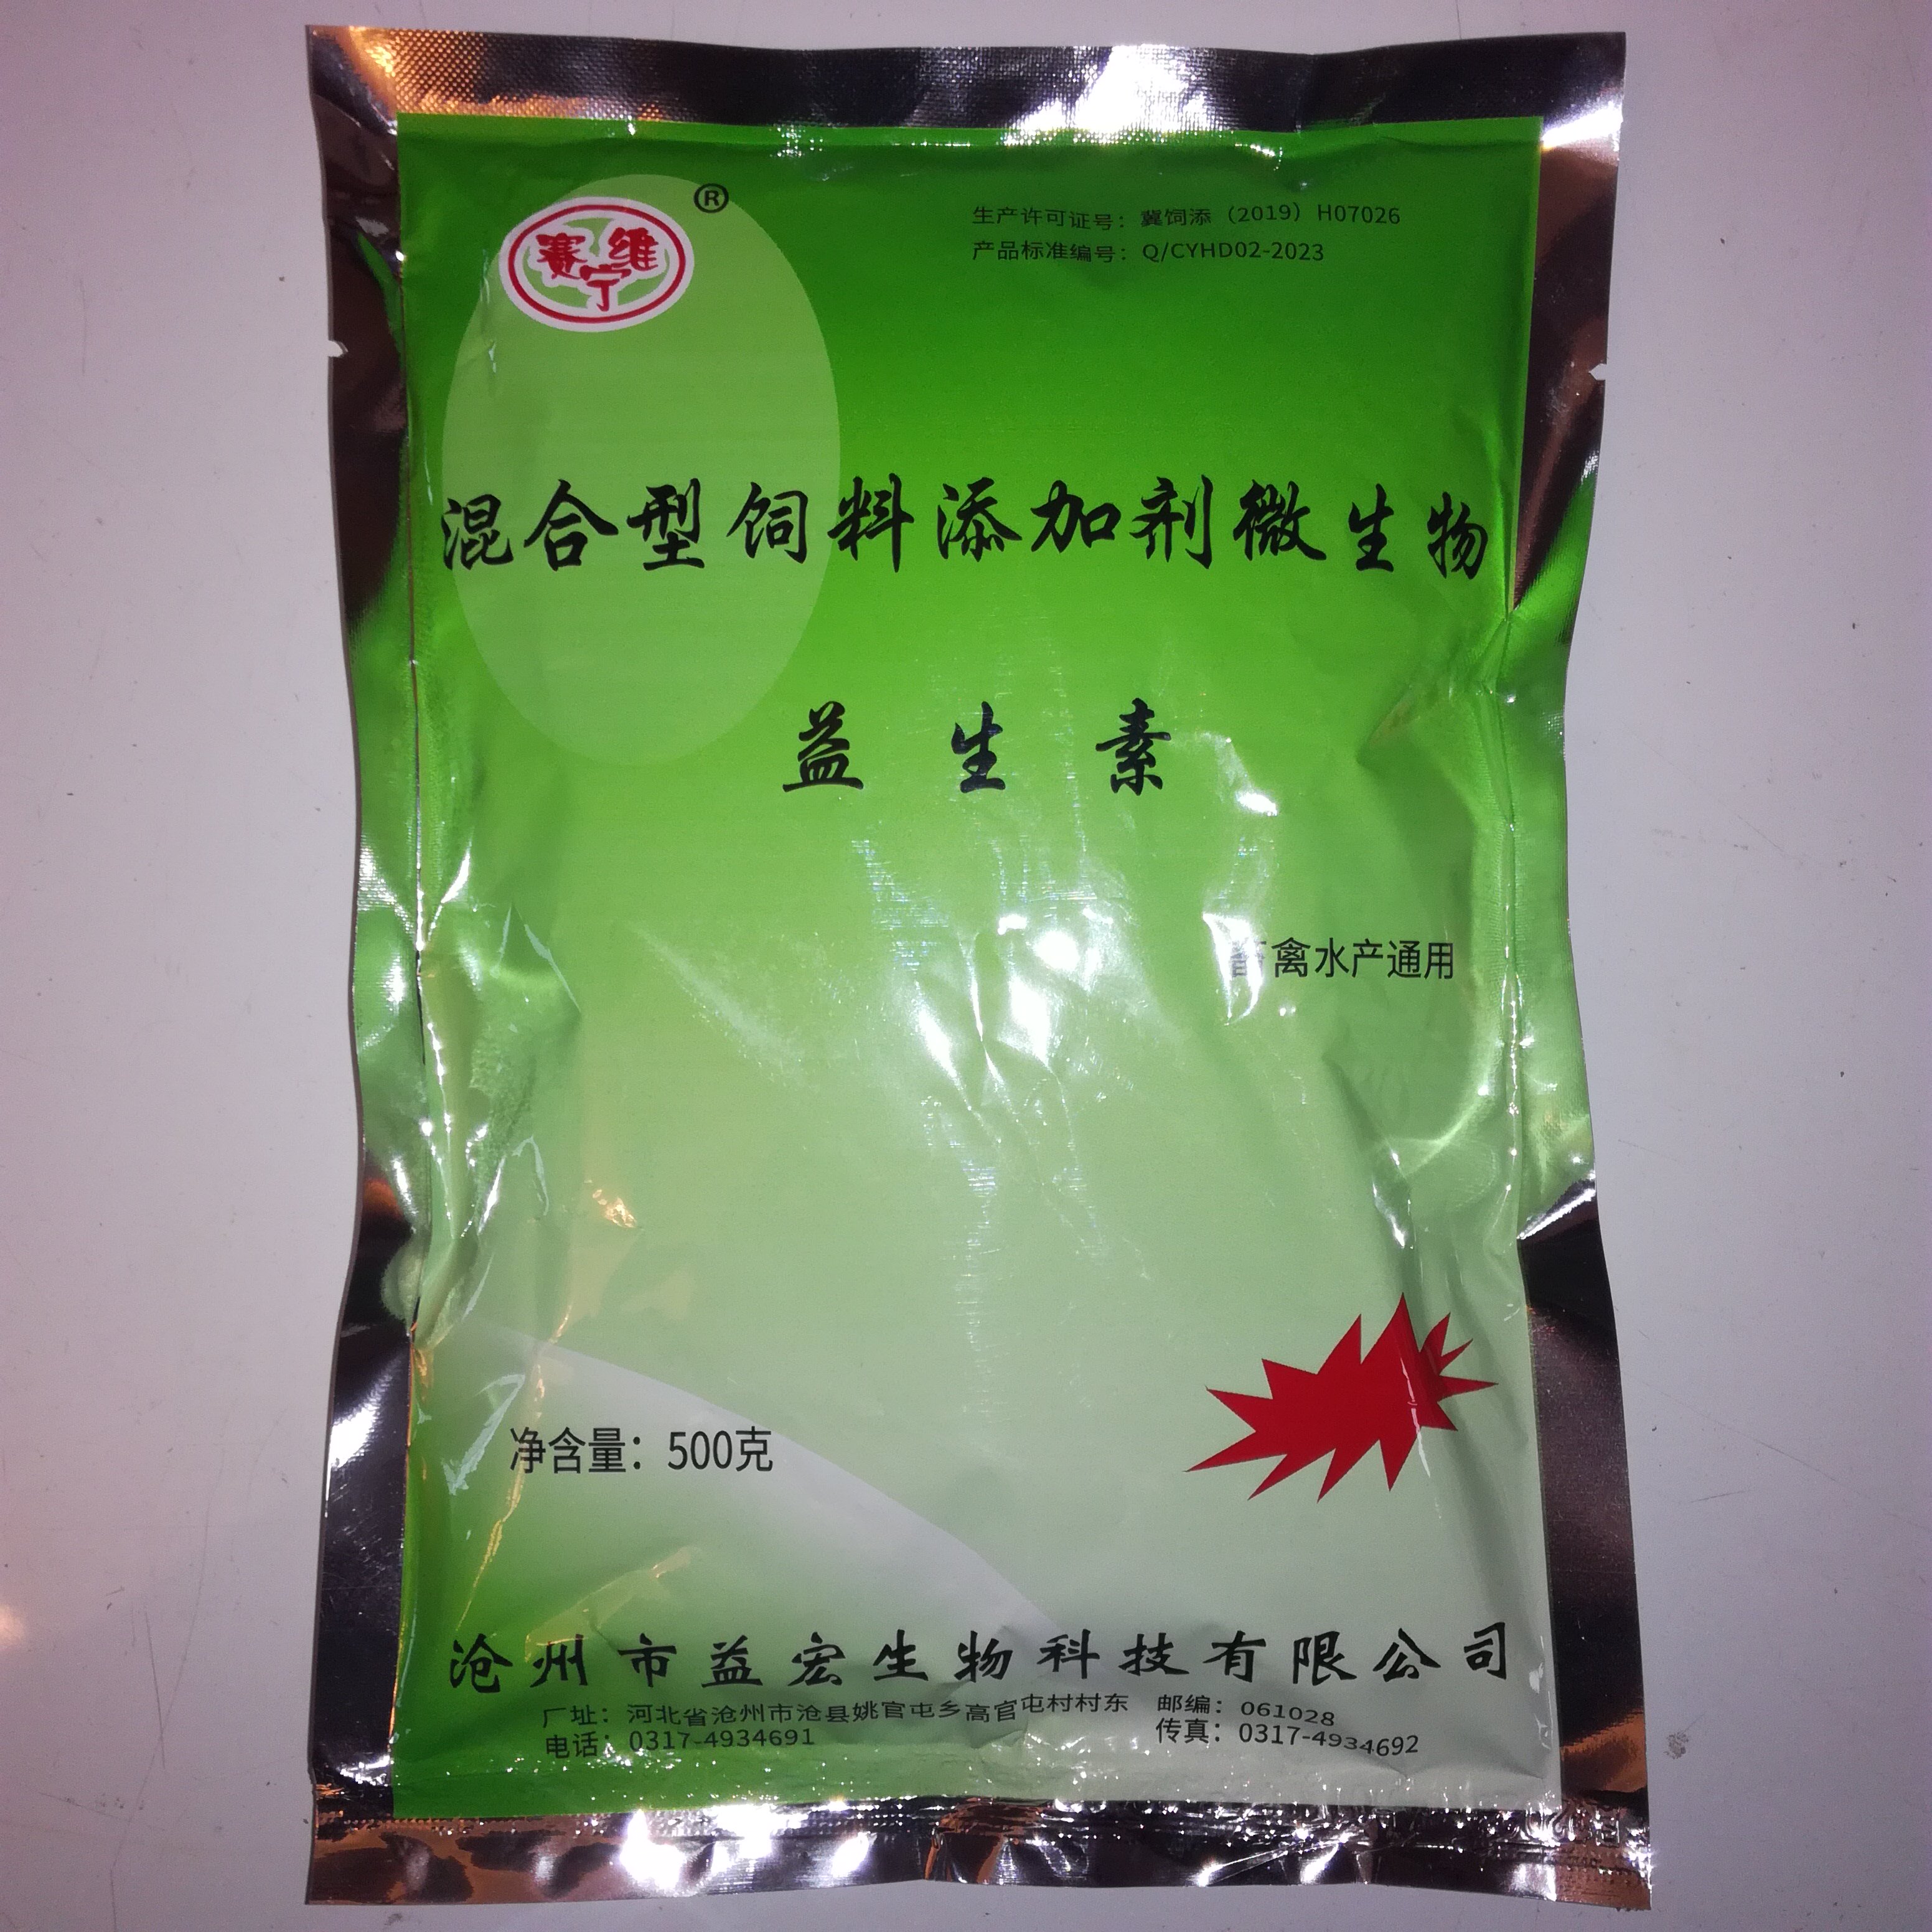 赛维宁
®
生产许可证号：冀饲添（2019）H07026
产品标准编号：Q/CYHD02-2023
混合型饲料添加剂微生物
益生素
畜禽水产通用
净含量：500克
沧州市益宏生物科技有限公司
厂址：河北省沧州市沧县姚官屯乡高官屯村村东 邮编：061028
电话：0317-4934691 传真：0317-4934692